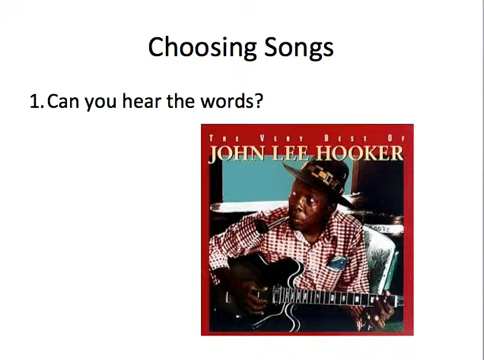 Choosing Songs
1. Can you hear the words?
THE VERY BEST OF
JOHN LEE HOOKER